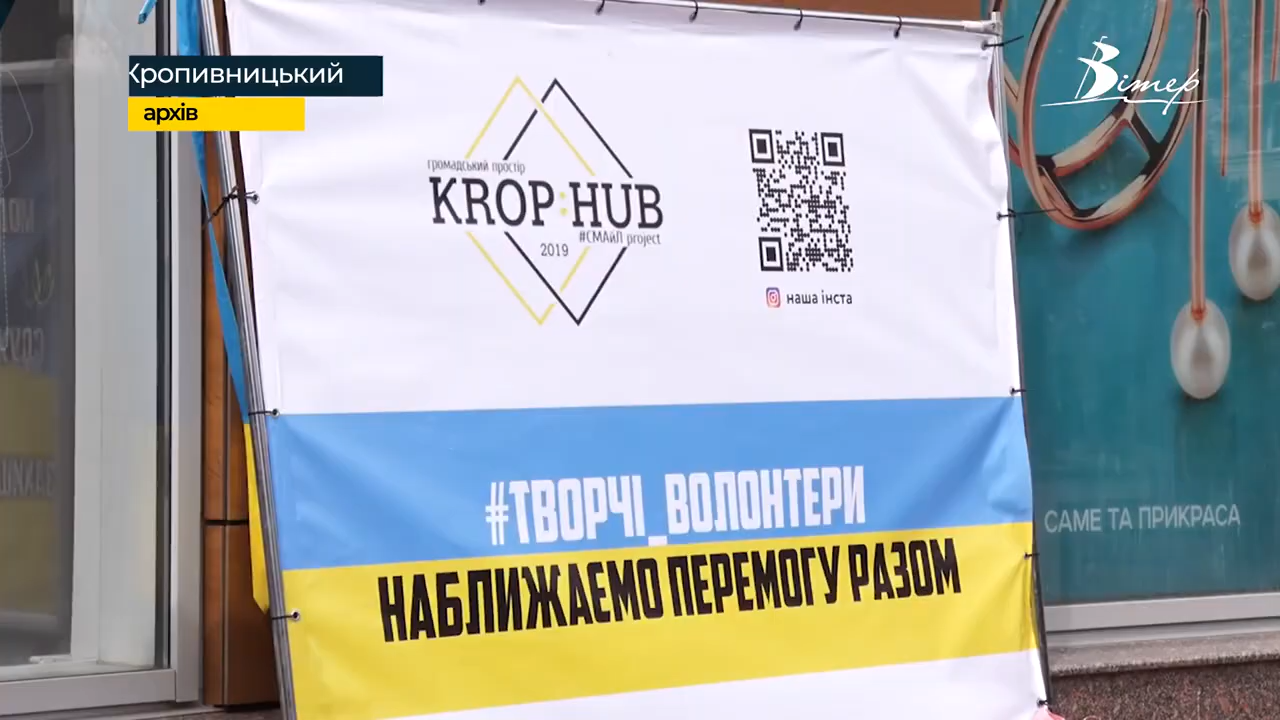 Кропивницький
архів
Вітер
громадський простір
KROP:HUB
#СМАйЛ project
2019
наша інста
#ТВОРЧІ_ВОЛОНТЕРИ
НАБЛИЖАЄМО ПЕРЕМОГУ РАЗОМ
САМЕ ТА ПРИКРАСА